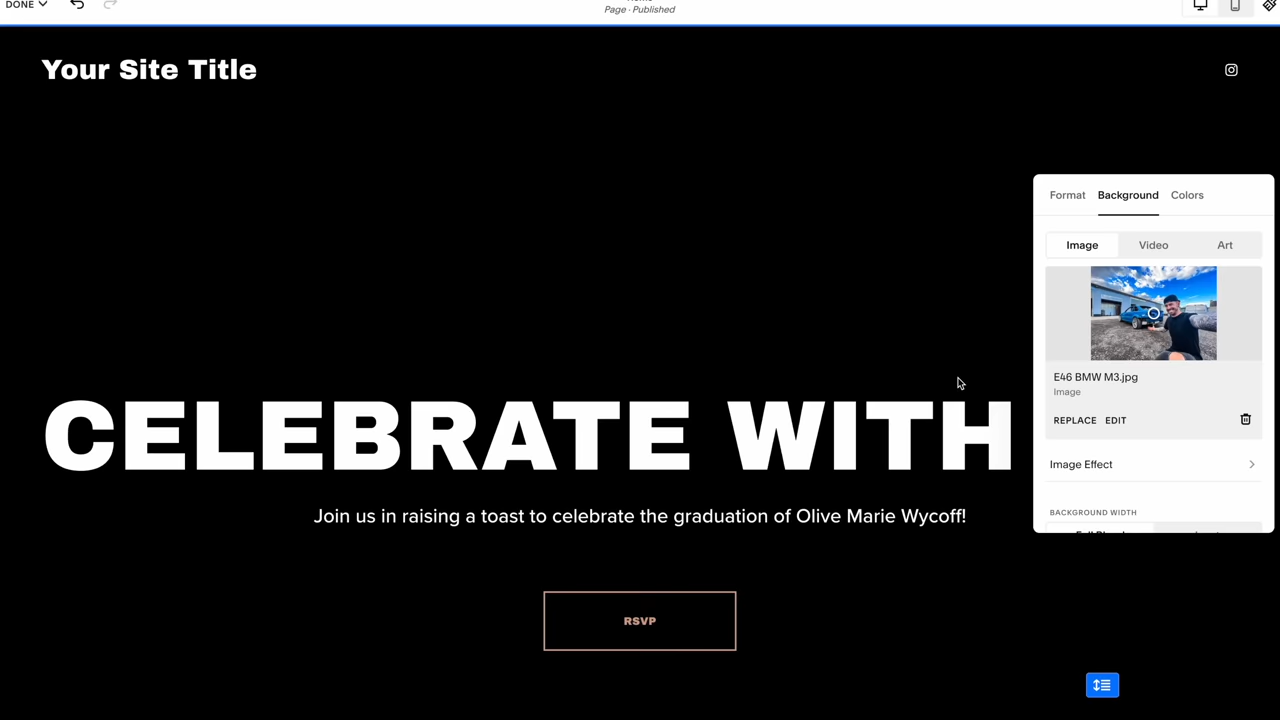 DONE
Page · Published
Your Site Title
Format Background Colors
Image Video Art
E46 BMW M3.jpg
Image
REPLACE EDIT
Image Effect
BACKGROUND WIDTH
CELEBRATE WITH
Join us in raising a toast to celebrate the graduation of Olive Marie Wycoff!
RSVP